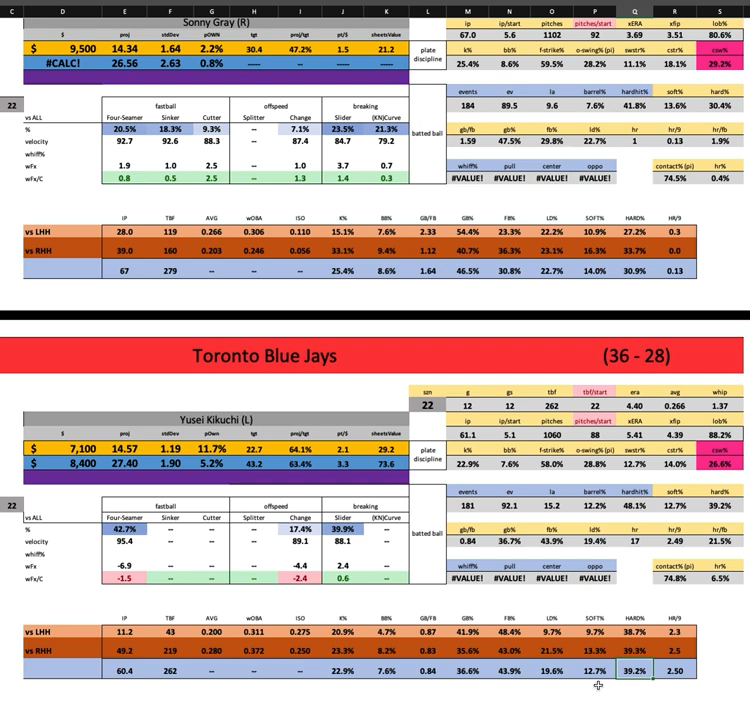 C D E F G H I J K L M N O P Q R S
Sonny Gray (R) ip ip/start pitches pitches/start xERA xfip lob%
$ proj stdDev pOWN tgt proj/tgt pt/$ sheetsValue 67.0 5.6 1102 92 3.69 3.51 80.6%
$ 9,500 14.34 1.64 2.2% 30.4 47.2% 1.5 21.2 plate discipline k% bb% f-strike% o-swing% (pi) swstr% cstr% csw%
#CALC! 26.56 2.63 0.8% ----- ----- -- ----- 25.4% 8.6% 59.5% 28.2% 11.1% 18.1% 29.2%
events ev la barrel% hardhit% soft% hard%
22 fastball offspeed breaking 184 89.5 9.6 7.6% 41.8% 13.6% 30.4%
vs ALL Four-Seamer Sinker Cutter Splitter Change Slider (KN)Curve
% 20.5% 18.3% 9.3% -- 7.1% 23.5% 21.3% batted ball gb/fb gb% fb% ld% hr hr/9 hr/fb
velocity 92.7 92.6 88.3 -- 87.4 84.7 79.2 1.59 47.5% 29.8% 22.7% 1 0.13 1.9%
whiff%
wFx 1.9 1.0 2.5 1.0 3.7 0.7 whiff% pull center oppo contact% (pi) hr%
wFx/C 0.8 0.5 2.5 -- 1.3 1.4 0.3 #VALUE! #VALUE! #VALUE! #VALUE! 74.5% 0.4%
IP TBF AVG wOBA ISO K% BB% GB/FB GB% FB% LD% SOFT% HARD% HR/9
vs LHH 28.0 119 0.266 0.306 0.110 15.1% 7.6% 2.33 54.4% 23.3% 22.2% 10.9% 27.2% 0.3
vs RHH 39.0 160 0.203 0.246 0.056 33.1% 9.4% 1.12 40.7% 36.3% 23.1% 16.3% 33.7% 0.0
67 279 -- -- -- 25.4% 8.6% 1.64 46.5% 30.8% 22.7% 14.0% 30.9% 0.13
Toronto Blue Jays (36 - 28)
szn g gs tbf tbf/start era avg whip
22 12 12 262 22 4.40 0.266 1.37
Yusei Kikuchi (L) ip ip/start pitches pitches/start xERA xfip lob%
$ proj stdDev pOwn tgt proj/tgt pt/$ sheetsValue 61.1 5.1 1060 88 5.41 4.39 88.2%
$ 7,100 14.57 1.19 11.7% 22.7 64.1% 2.1 29.2 plate discipline k% bb% f-strike% o-swing% (pi) swstr% cstr% csw%
$ 8,400 27.40 1.90 5.2% 43.2 63.4% 3.3 73.6 22.9% 7.6% 58.0% 28.8% 12.7% 14.0% 26.6%
events ev la barrel% hardhit% soft% hard%
22 fastball offspeed breaking 181 92.1 15.2 12.2% 48.1% 12.7% 39.2%
vs ALL Four-Seamer Sinker Cutter Splitter Change Slider (KN)Curve
% 42.7% -- -- -- 17.4% 39.9% -- batted ball gb/fb gb% fb% ld% hr hr/9 hr/fb
velocity 95.4 -- -- -- 89.1 88.1 -- 0.84 36.7% 43.9% 19.4% 17 2.49 21.5%
whiff%
wFx -6.9 -4.4 2.4 whiff% pull center oppo contact% (pi) hr%
wFx/C -1.5 -- -- -- -2.4 0.6 -- #VALUE! #VALUE! #VALUE! #VALUE! 74.8% 6.5%
IP TBF AVG wOBA ISO K% BB% GB/FB GB% FB% LD% SOFT% HARD% HR/9
vs LHH 11.2 43 0.200 0.311 0.275 20.9% 4.7% 0.87 41.9% 48.4% 9.7% 9.7% 38.7% 2.3
vs RHH 49.2 219 0.280 0.372 0.250 23.3% 8.2% 0.83 35.6% 43.0% 21.5% 13.3% 39.3% 2.5
60.4 262 -- -- -- 22.9% 7.6% 0.84 36.6% 43.9% 19.6% 12.7% 39.2% 2.50